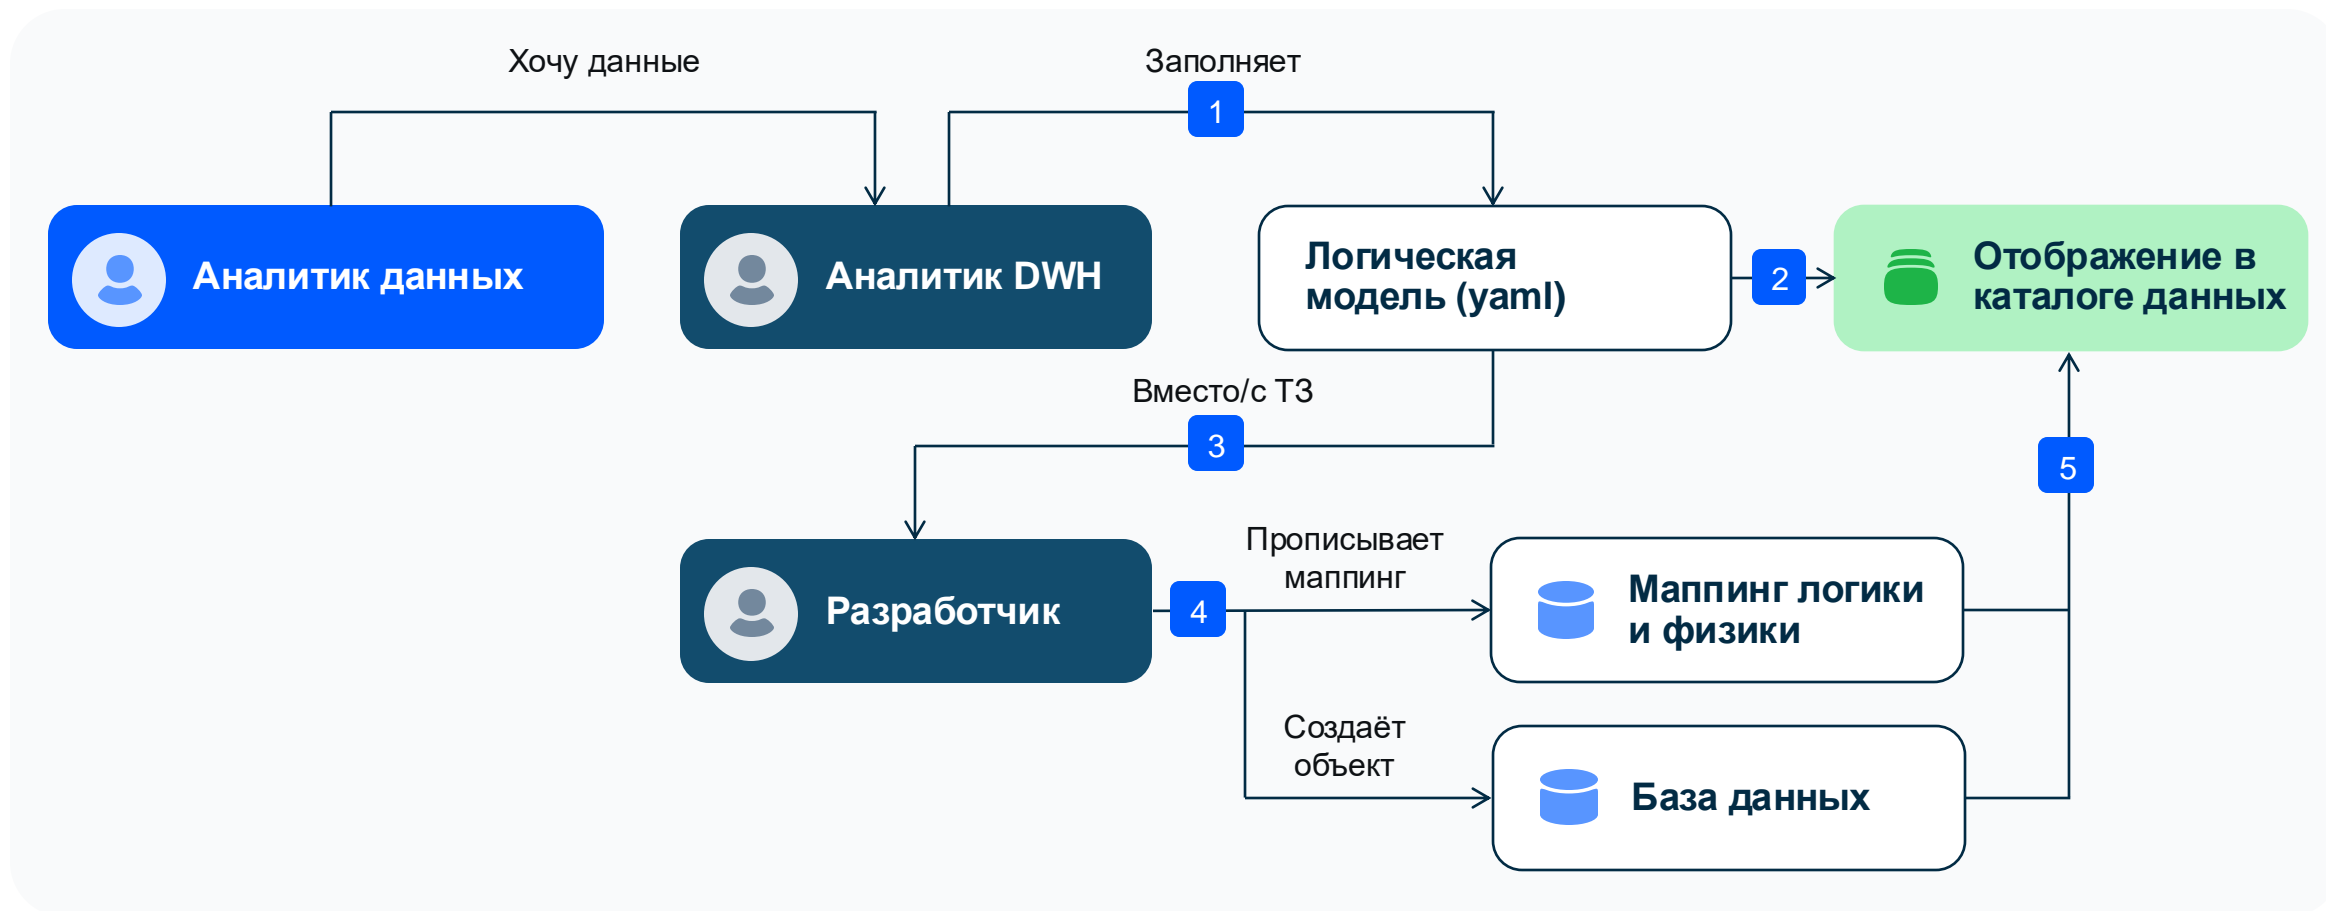 Хочу данные
Заполняет
1
Аналитик данных
Аналитик DWH
Логическая
модель (yaml)
2
Отображение в
каталоге данных
Вместо/с ТЗ
3
5
Разработчик
4
Прописывает
маппинг
Маппинг логики
и физики
Создаёт
объект
База данных